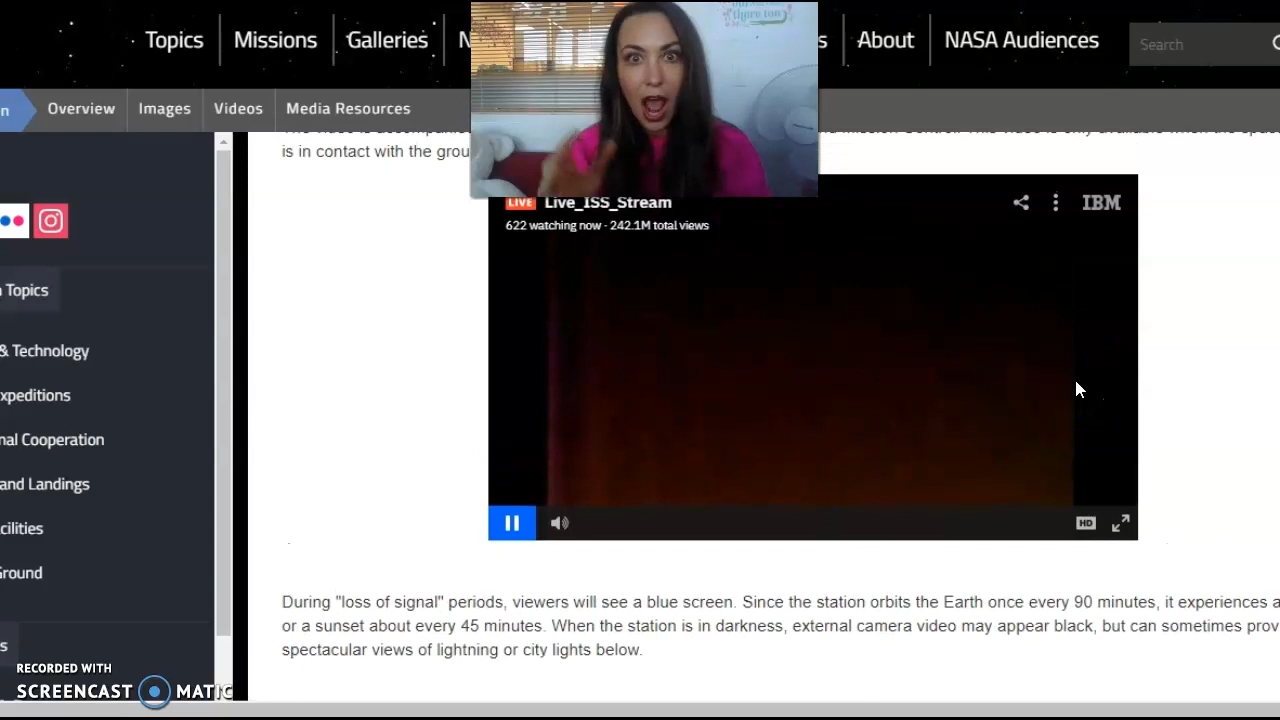 Topics
Missions
Galleries
About
NASA Audiences
Search
Overview
Images
Videos
Media Resources
there too
is in contact with the grou
LIVE Live_ISS_Stream
622 watching now - 242.1M total views
IBM
Topics
& Technology
xpeditions
nal Cooperation
and Landings
cilities
Ground
HD
During "loss of signal" periods, viewers will see a blue screen. Since the station orbits the Earth once every 90 minutes, it experiences a
or a sunset about every 45 minutes. When the station is in darkness, external camera video may appear black, but can sometimes prov
spectacular views of lightning or city lights below.
RECORDED WITH
SCREENCAST MATIC